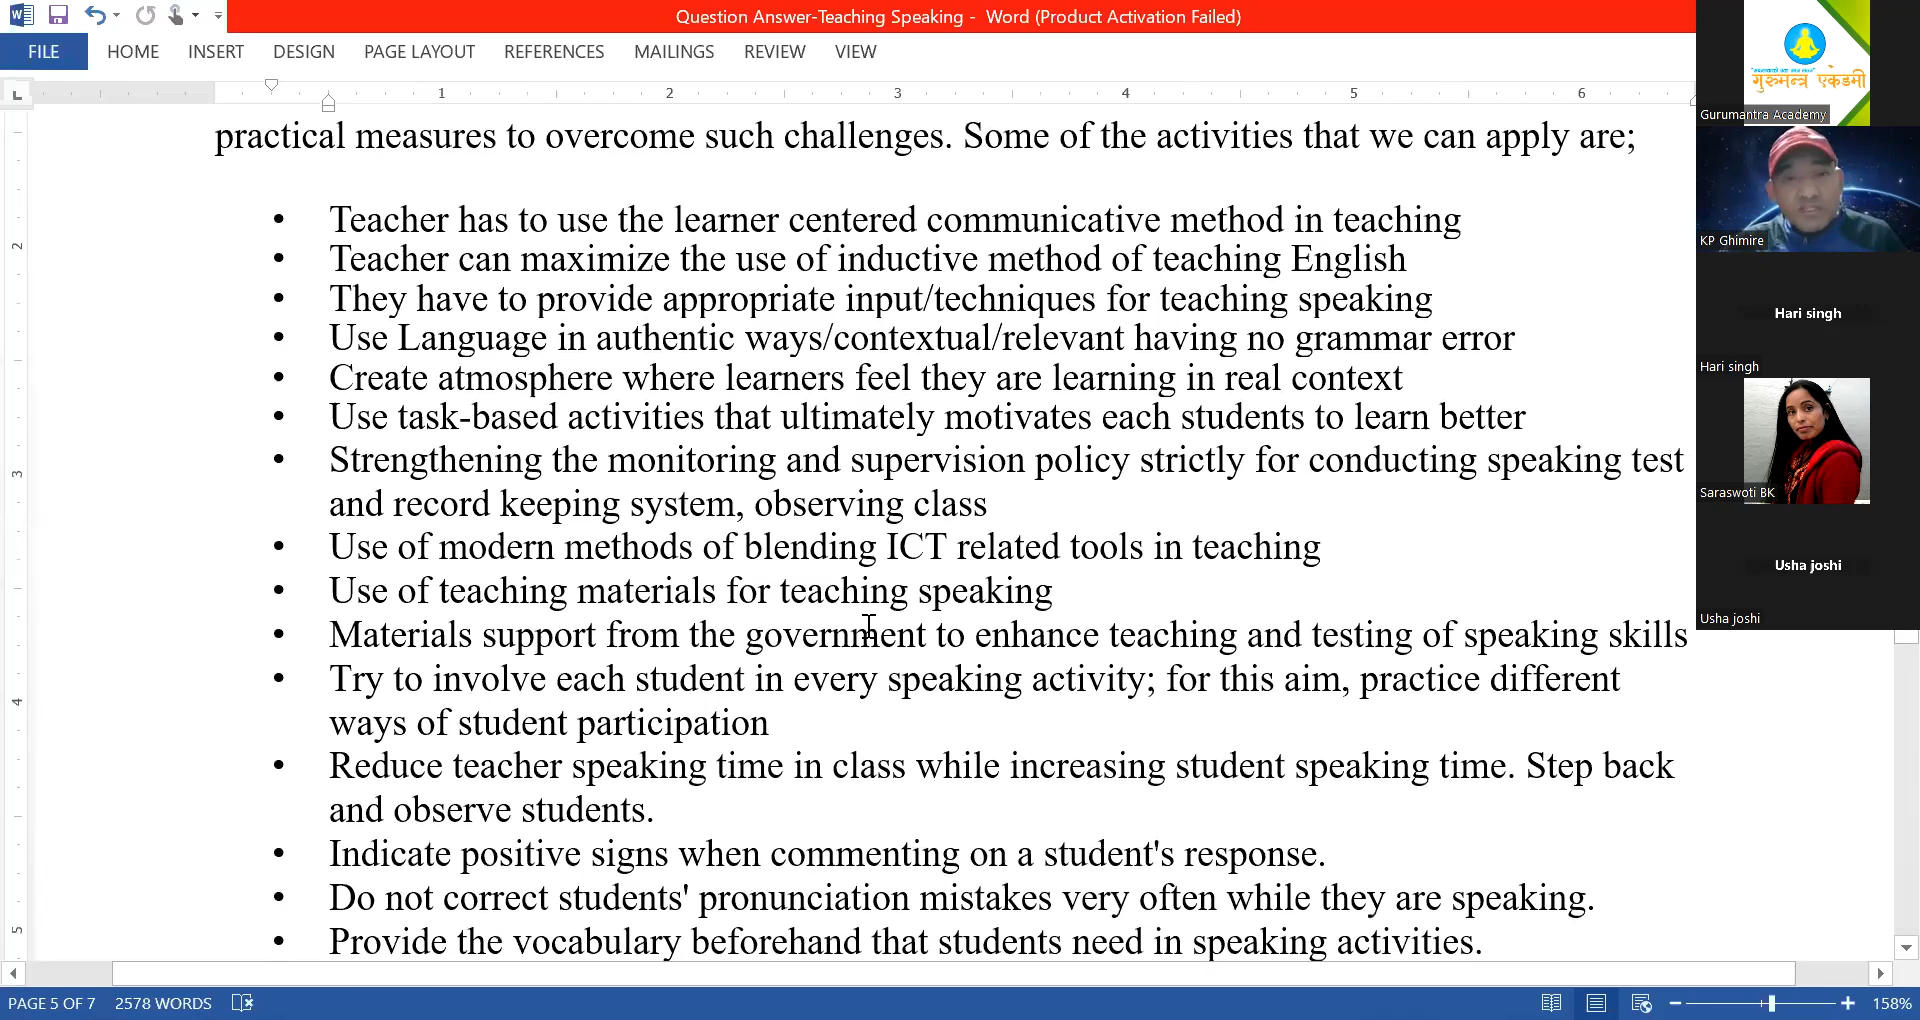 Question Answer-Teaching Speaking - Word (Product Activation Failed)
FILE HOME INSERT DESIGN PAGE LAYOUT REFERENCES MAILINGS REVIEW VIEW
1 2 3 4 5 6
practical measures to overcome such challenges. Some of the activities that we can apply are;
• Teacher has to use the learner centered communicative method in teaching
• Teacher can maximize the use of inductive method of teaching English
• They have to provide appropriate input/techniques for teaching speaking
• Use Language in authentic ways/contextual/relevant having no grammar error
• Create atmosphere where learners feel they are learning in real context
• Use task-based activities that ultimately motivates each students to learn better
• Strengthening the monitoring and supervision policy strictly for conducting speaking test
and record keeping system, observing class
• Use of modern methods of blending ICT related tools in teaching
• Use of teaching materials for teaching speaking
• Materials support from the government to enhance teaching and testing of speaking skills
• Try to involve each student in every speaking activity; for this aim, practice different
ways of student participation
• Reduce teacher speaking time in class while increasing student speaking time. Step back
and observe students.
• Indicate positive signs when commenting on a student's response.
• Do not correct students' pronunciation mistakes very often while they are speaking.
• Provide the vocabulary beforehand that students need in speaking activities.
2
3
4
5
PAGE 5 OF 7 2578 WORDS
158%
गुरुमन्त्र एकेडमी
Gurumantra Academy
KP Ghimire
Hari singh
Hari singh
Saraswoti BK
Usha joshi
Usha joshi